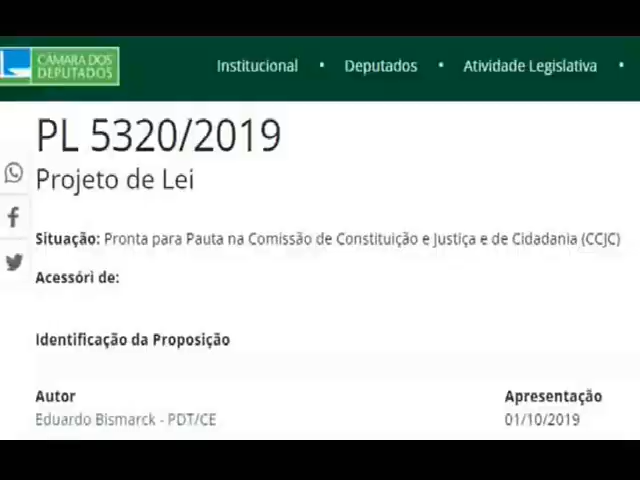 CÂMARA DOS
DEPUTADOS
Institucional • Deputados • Atividade Legislativa •
PL 5320/2019
Projeto de Lei
Situação: Pronta para Pauta na Comissão de Constituição e Justiça e de Cidadania (CCJC)
Acessóri de:
Identificação da Proposição
Autor
Eduardo Bismarck - PDT/CE
Apresentação
01/10/2019